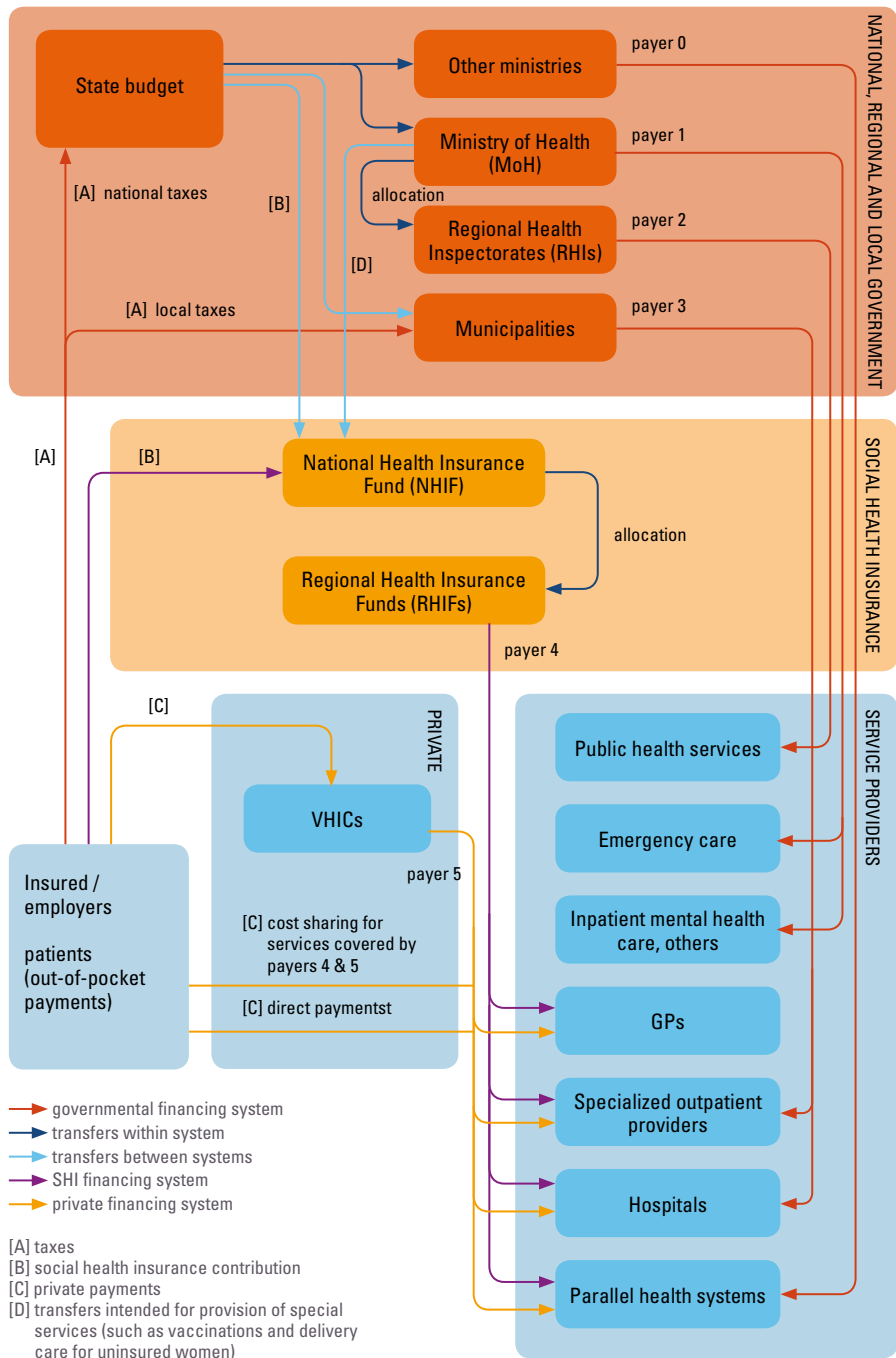 NATIONAL, REGIONAL AND LOCAL GOVERNMENT
State budget
Other ministries
payer 0
Ministry of Health
(MoH)
payer 1
[A] national taxes
[B]
allocation
Regional Health
Inspectorates (RHIs)
payer 2
[D]
[A] local taxes
Municipalities
payer 3
SOCIAL HEALTH INSURANCE
[A]
[B]
National Health Insurance
Fund (NHIF)
allocation
Regional Health Insurance
Funds (RHIFs)
payer 4
[C]
PRIVATE
SERVICE PROVIDERS
Public health services
VHICs
Emergency care
payer 5
Insured /
employers
patients
(out-of-pocket
payments)
[C] cost sharing for
services covered by
payers 4 & 5
[C] direct paymentst
Inpatient mental health
care, others
GPs
Specialized outpatient
providers
Hospitals
Parallel health systems
governmental financing system
transfers within system
transfers between systems
SHI financing system
private financing system
[A] taxes
[B] social health insurance contribution
[C] private payments
[D] transfers intended for provision of special
services (such as vaccinations and delivery
care for uninsured women)